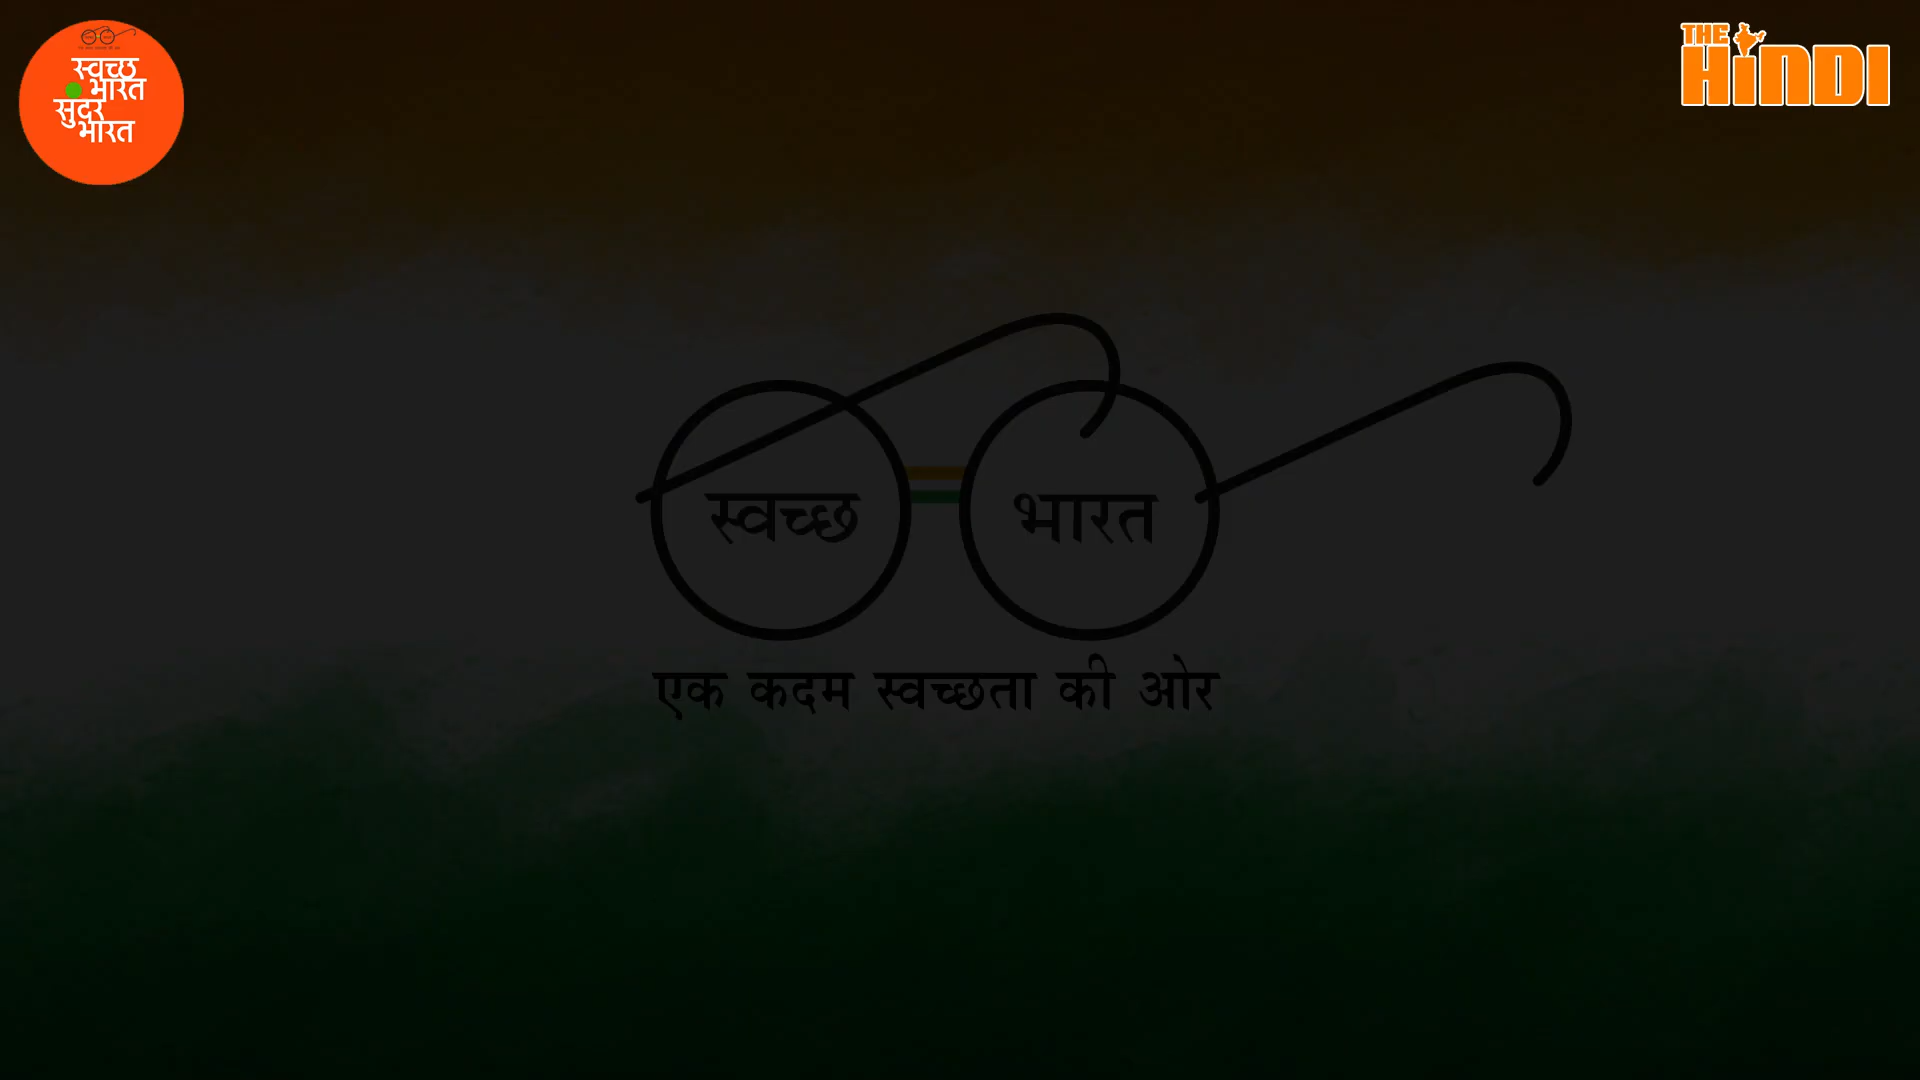 स्वच्छ
भारत
सुंदर
भारत
THE
HiNDI
स्वच्छ भारत
एक कदम स्वच्छता की ओर